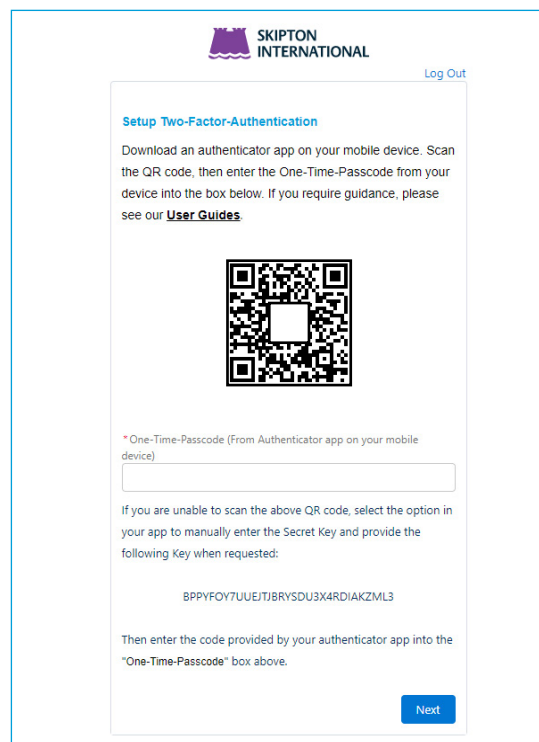 SKIPTON
INTERNATIONAL
Log Out
Setup Two-Factor-Authentication
Download an authenticator app on your mobile device. Scan
the QR code, then enter the One-Time-Passcode from your
device into the box below. If you require guidance, please
see our User Guides.
*One-Time-Passcode (From Authenticator app on your mobile
device)
If you are unable to scan the above QR code, select the option in
your app to manually enter the Secret Key and provide the
following Key when requested:
BPPYFOY7UUEJTJBRYSDU3X4RDIAKZML3
Then enter the code provided by your authenticator app into the
"One-Time-Passcode" box above.
Next